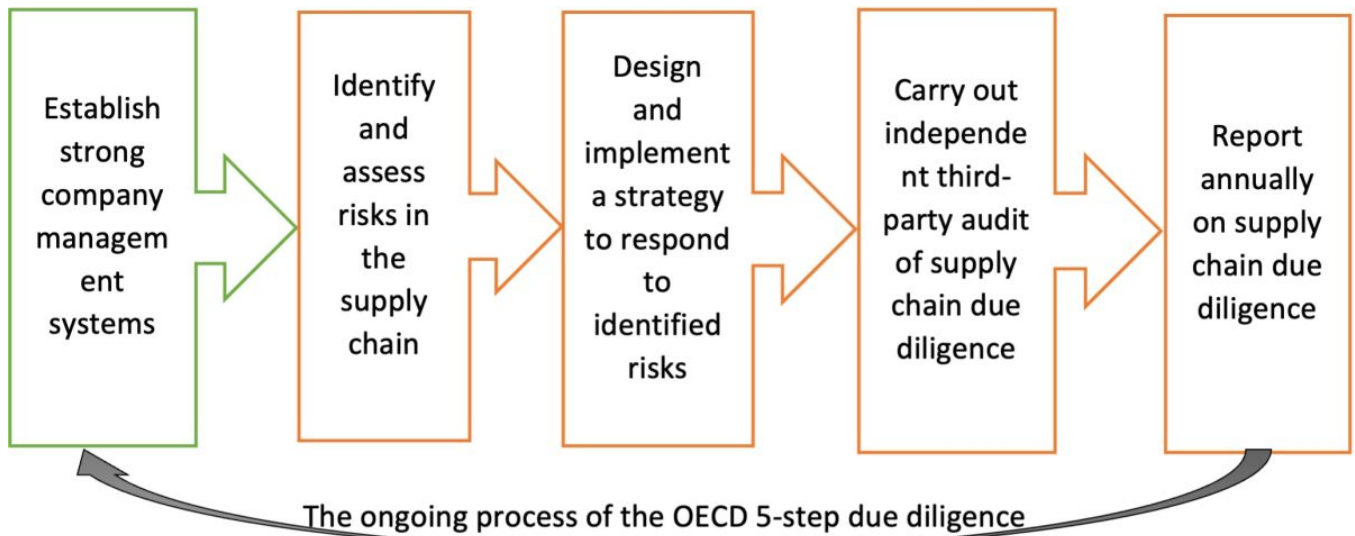 Establish
strong
company
managem
ent
systems
Identify
and
assess
risks in
the
supply
chain
Design
and
implement
a strategy
to respond
to
identified
risks
Carry out
independe
nt third-
party audit
of supply
chain due
diligence
Report
annually
on supply
chain due
diligence
The ongoing process of the OECD 5-step due diligence